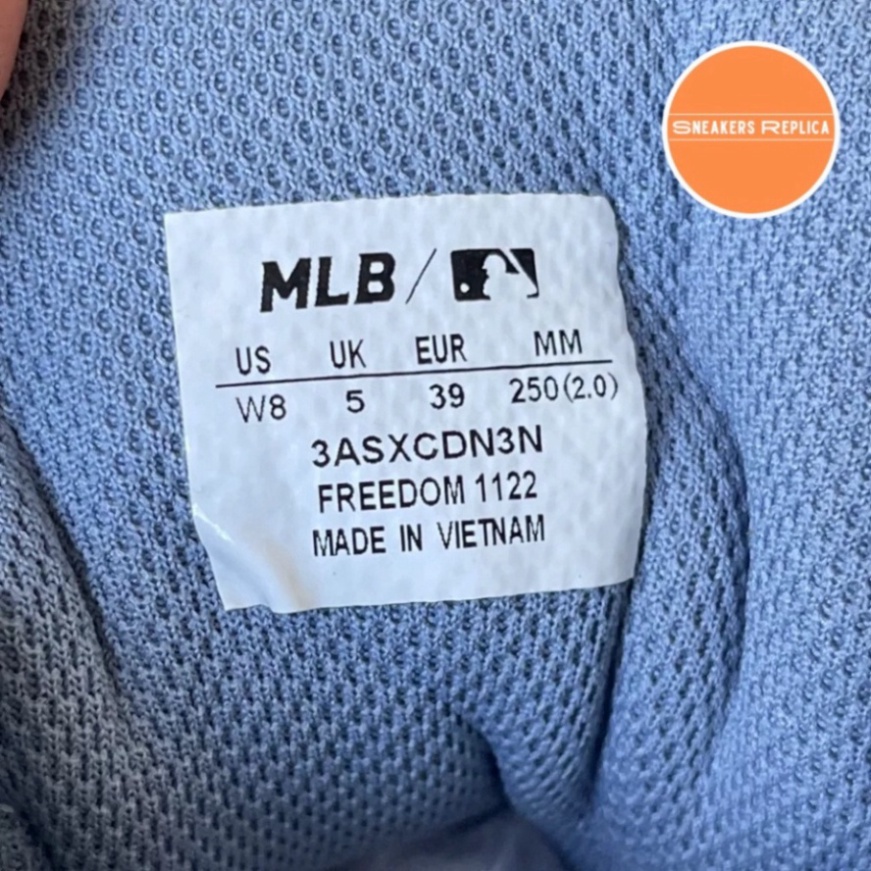 SNEAKERS REPLICA
MLB /
US UK EUR MM
W8 5 39 250(2.0)
3ASXCDN3N
FREEDOM 1122
MADE IN VIETNAM